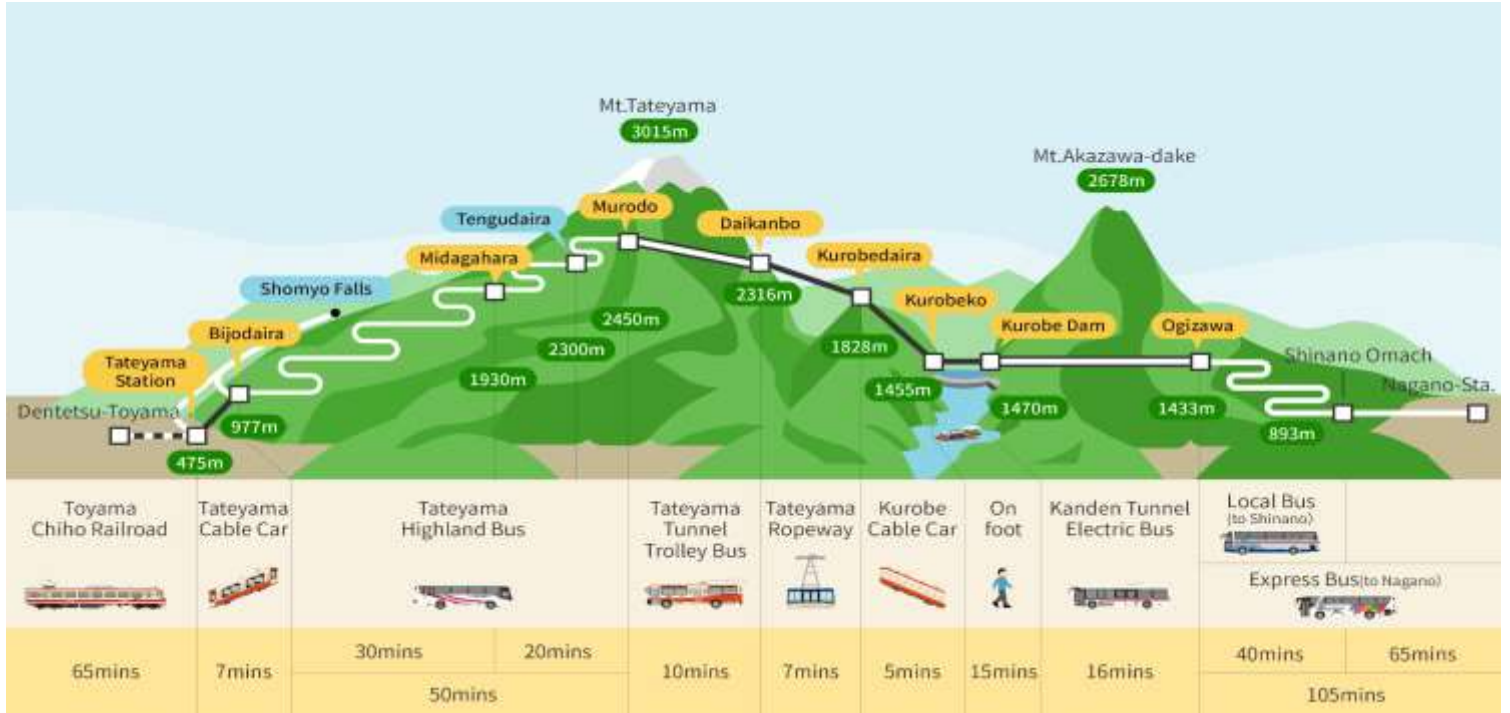 Mt.Tateyama
3015m
Mt.Akazawa-dake
2678m
Murodo
Tengudaira
Daikanbo
Midagahara
Kurobedaira
Shomyo Falls
2316m
Kurobeko
2450m
Bijodaira
Kurobe Dam
Ogizawa
1828m
2300m
Shinano Omach
Tateyama
Station
1930m
1455m
Nagano-Sta.
Dentetsu-Toyama
1470m
1433m
977m
893m
475m
Toyama
Chiho Railroad
Tateyama
Cable Car
Tateyama
Highland Bus
Tateyama
Tunnel
Trolley Bus
Tateyama
Ropeway
Kurobe
Cable Car
On
foot
Kanden Tunnel
Electric Bus
Local Bus
(to Shinano)
Express Bus(to Nagano)
65mins
7mins
30mins
20mins
50mins
10mins
7mins
5mins
15mins
16mins
40mins
65mins
105mins